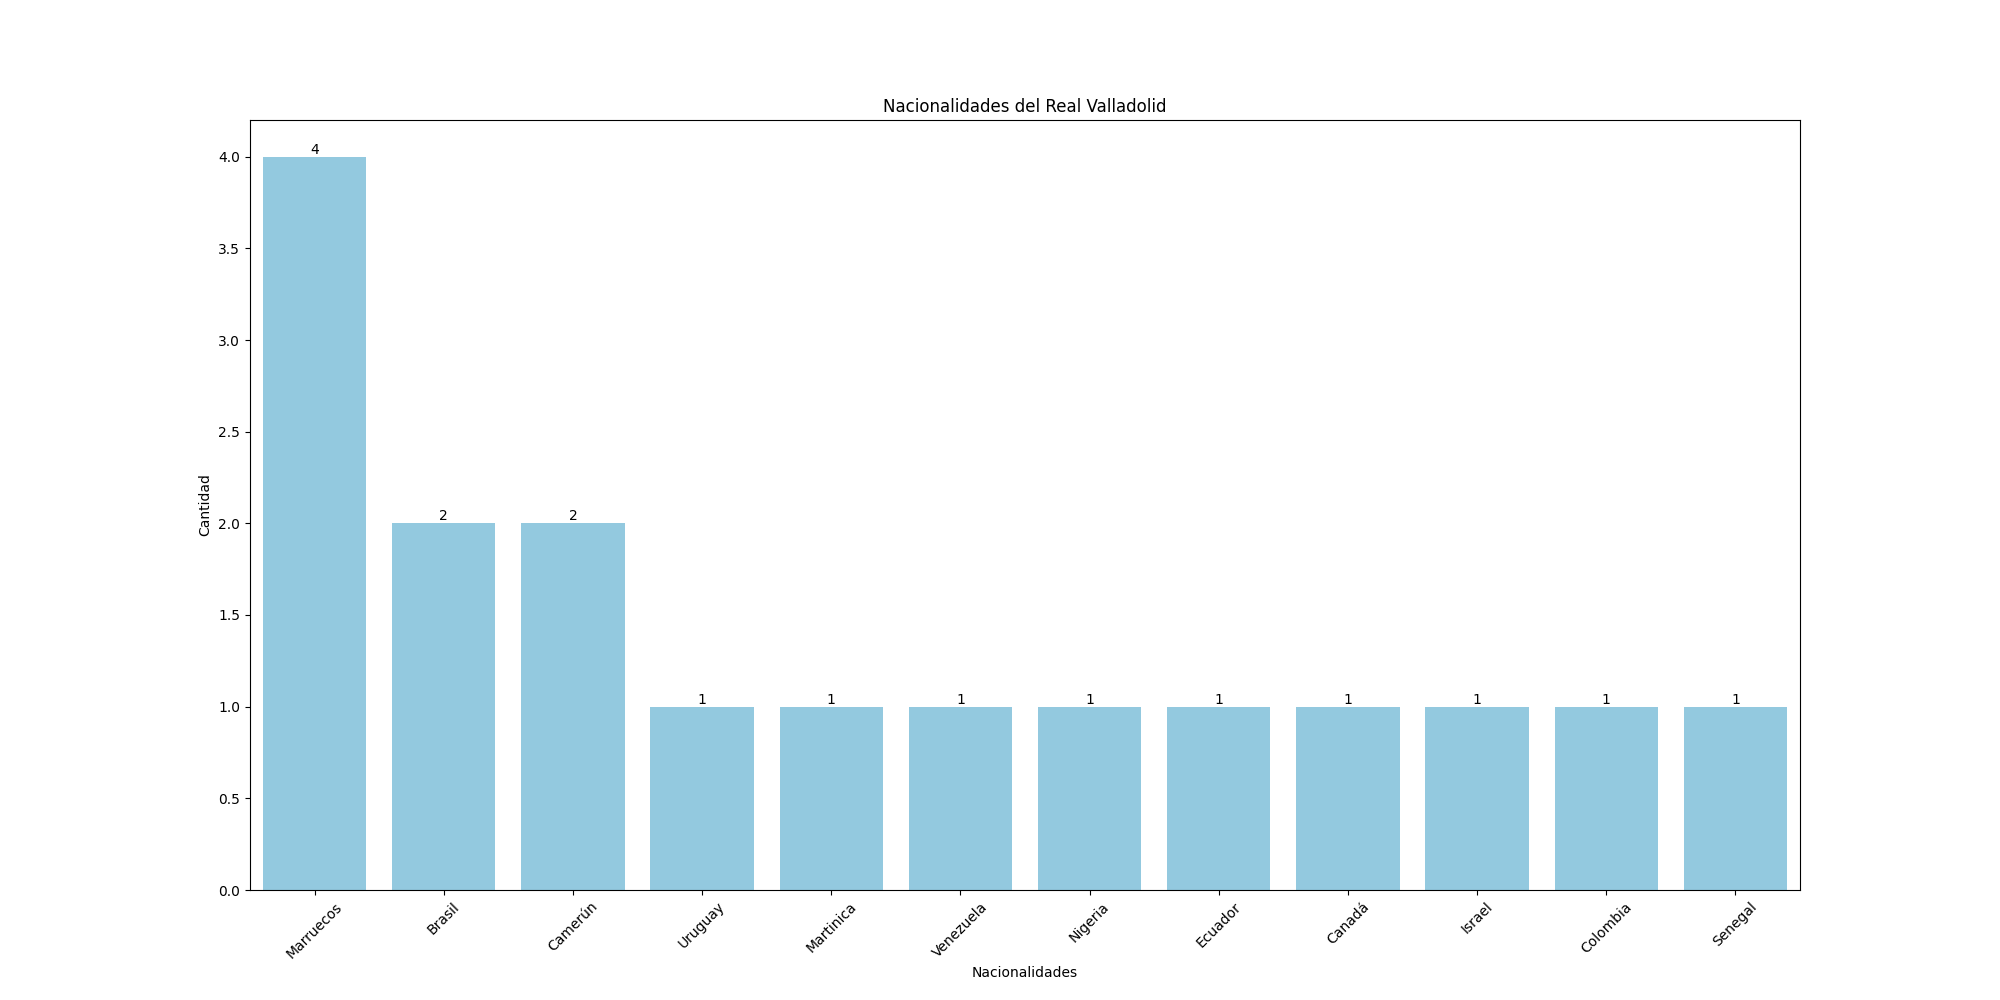 Nacionalidades del Real Valladolid
Cantidad
4.0
3.5
3.0
2.5
2.0
1.5
1.0
0.5
0.0
4
2
2
1
1
1
1
1
1
1
1
1
Marruecos
Brasil
Camerún
Uruguay
Martinica
Venezuela
Nigeria
Ecuador
Canadá
Israel
Colombia
Senegal
Nacionalidades